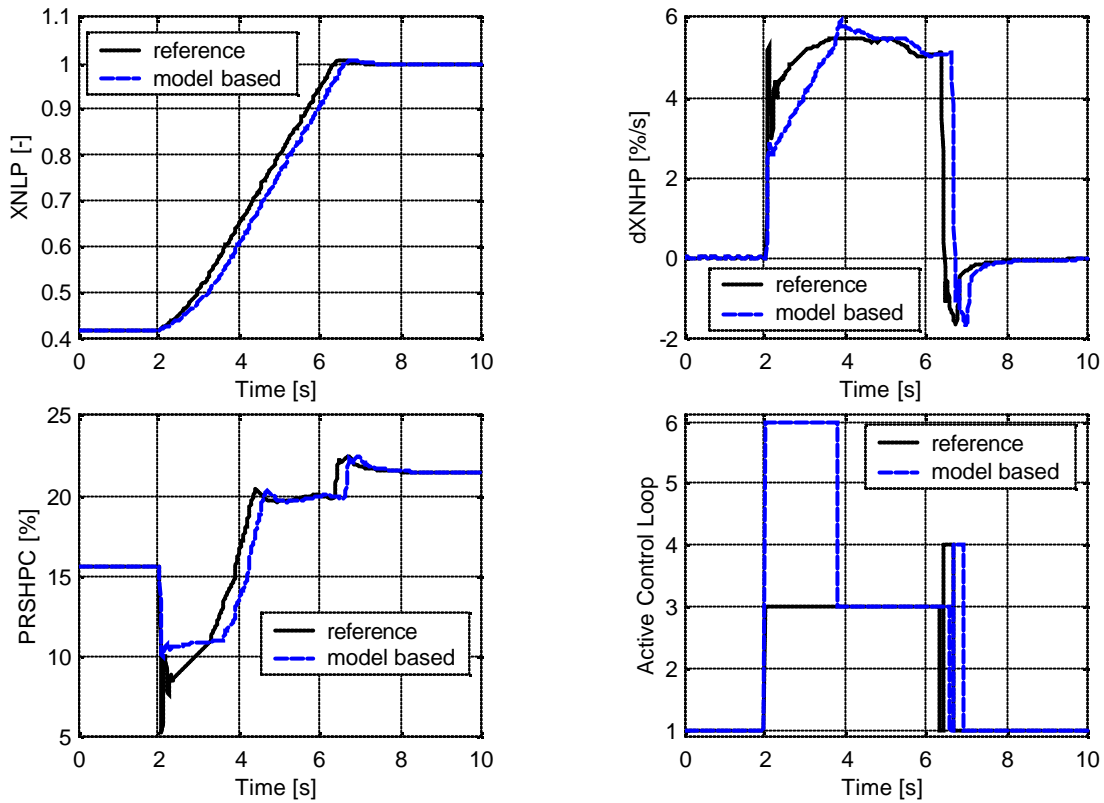 1.1
1
0.9
0.8
0.7
0.6
0.5
0.4
XNLP [-]
reference
model based
0 2 4 6 8 10
Time [s]
6
4
2
0
-2
dXNHP [%/s]
reference
model based
0 2 4 6 8 10
Time [s]
25
20
15
10
5
PRSHPC [%]
reference
model based
0 2 4 6 8 10
Time [s]
6
5
4
3
2
1
Active Control Loop
reference
model based
0 2 4 6 8 10
Time [s]